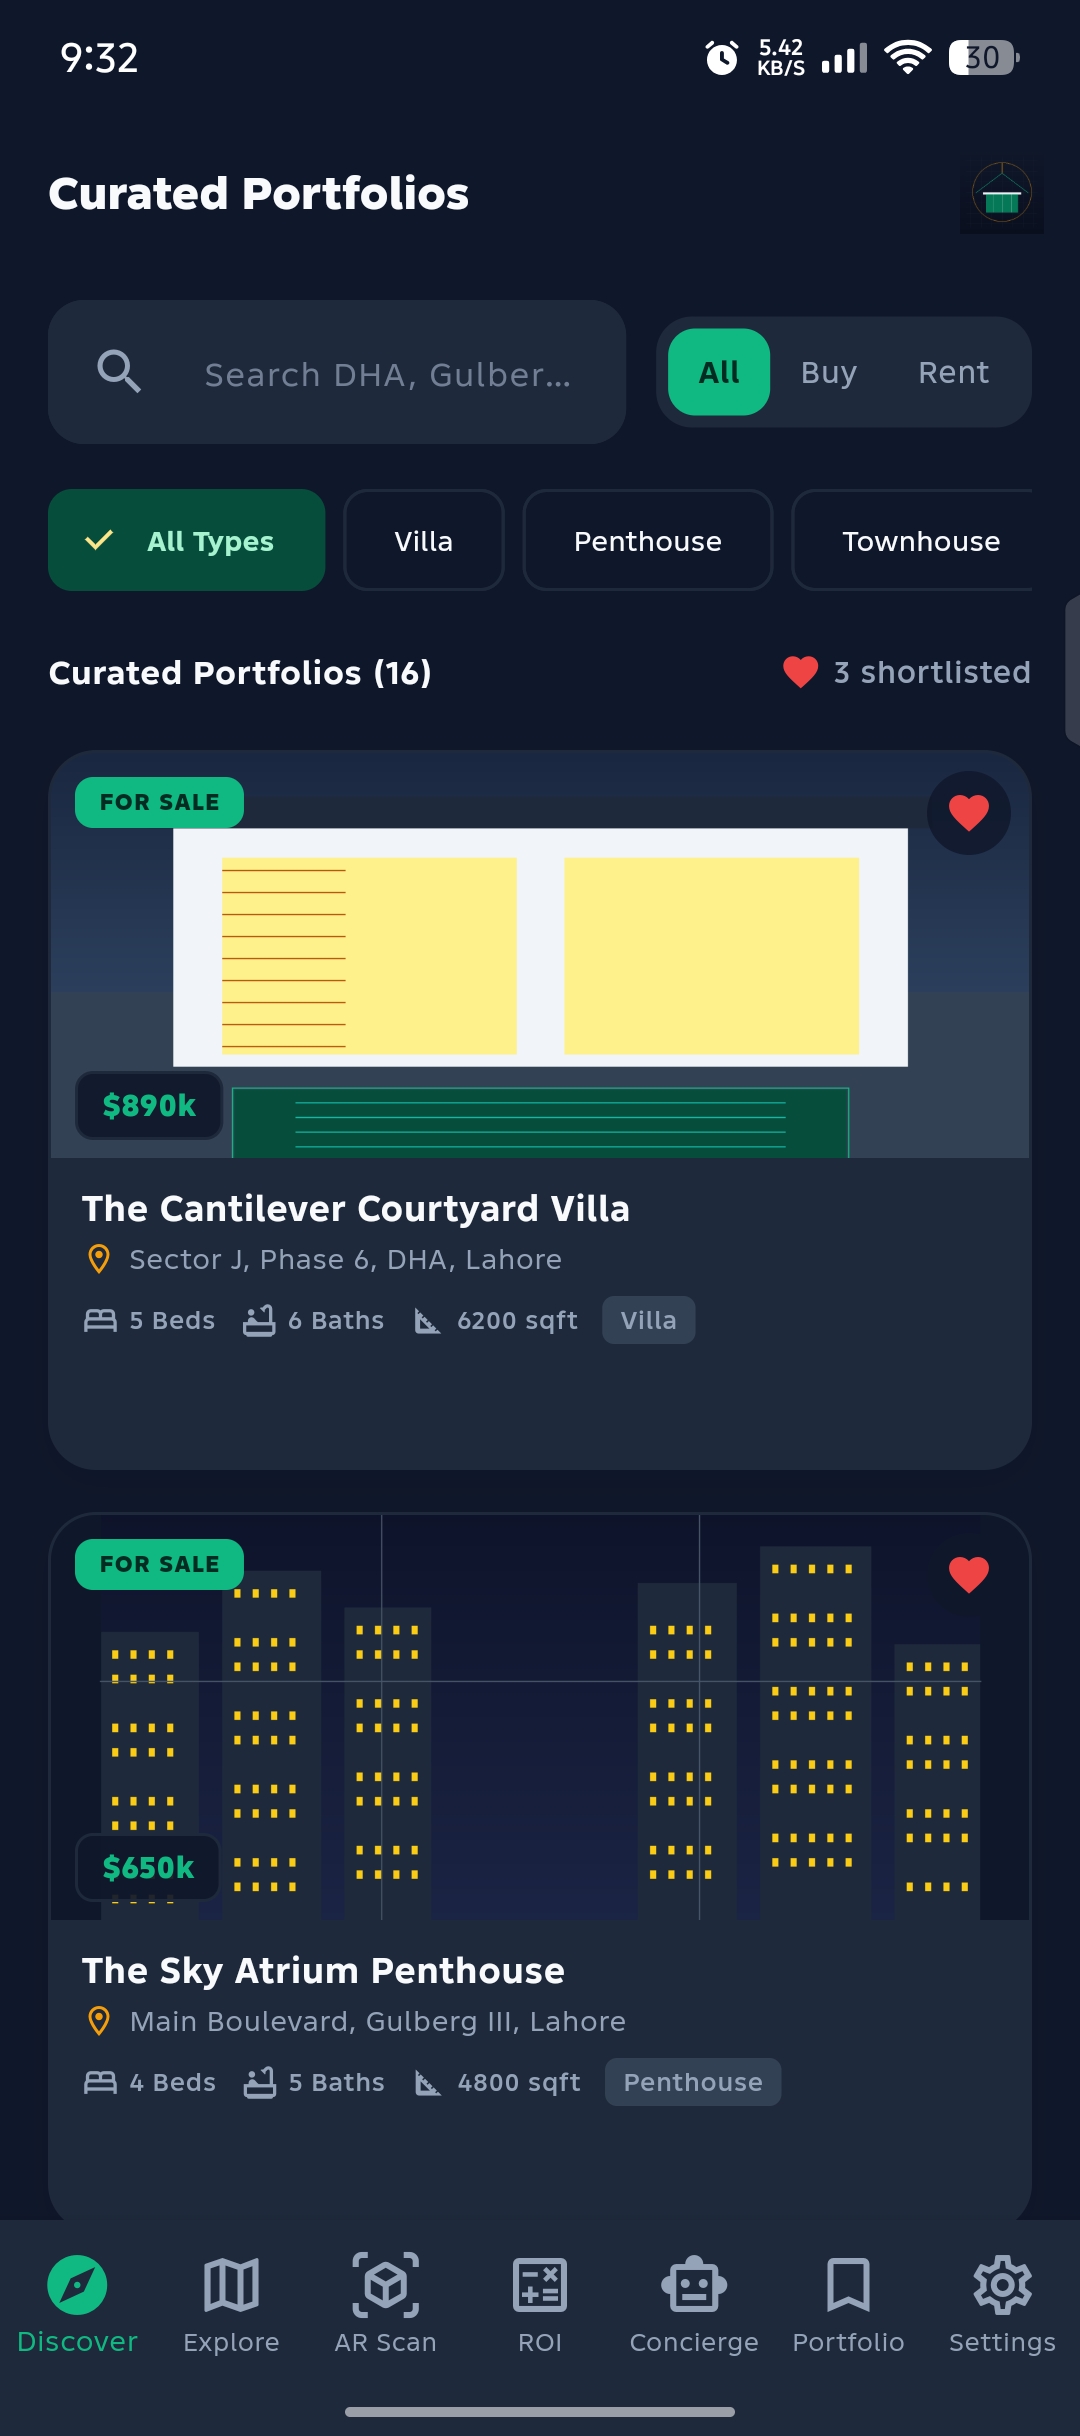 9:32
5.42
KB/S
30
Curated Portfolios
Search DHA, Gulber...
All
Buy
Rent
All Types
Villa
Penthouse
Townhouse
Curated Portfolios (16)
3 shortlisted
FOR SALE
$890k
The Cantilever Courtyard Villa
Sector J, Phase 6, DHA, Lahore
5 Beds
6 Baths
6200 sqft
Villa
FOR SALE
$650k
The Sky Atrium Penthouse
Main Boulevard, Gulberg III, Lahore
4 Beds
5 Baths
4800 sqft
Penthouse
Discover
Explore
AR Scan
ROI
Concierge
Portfolio
Settings